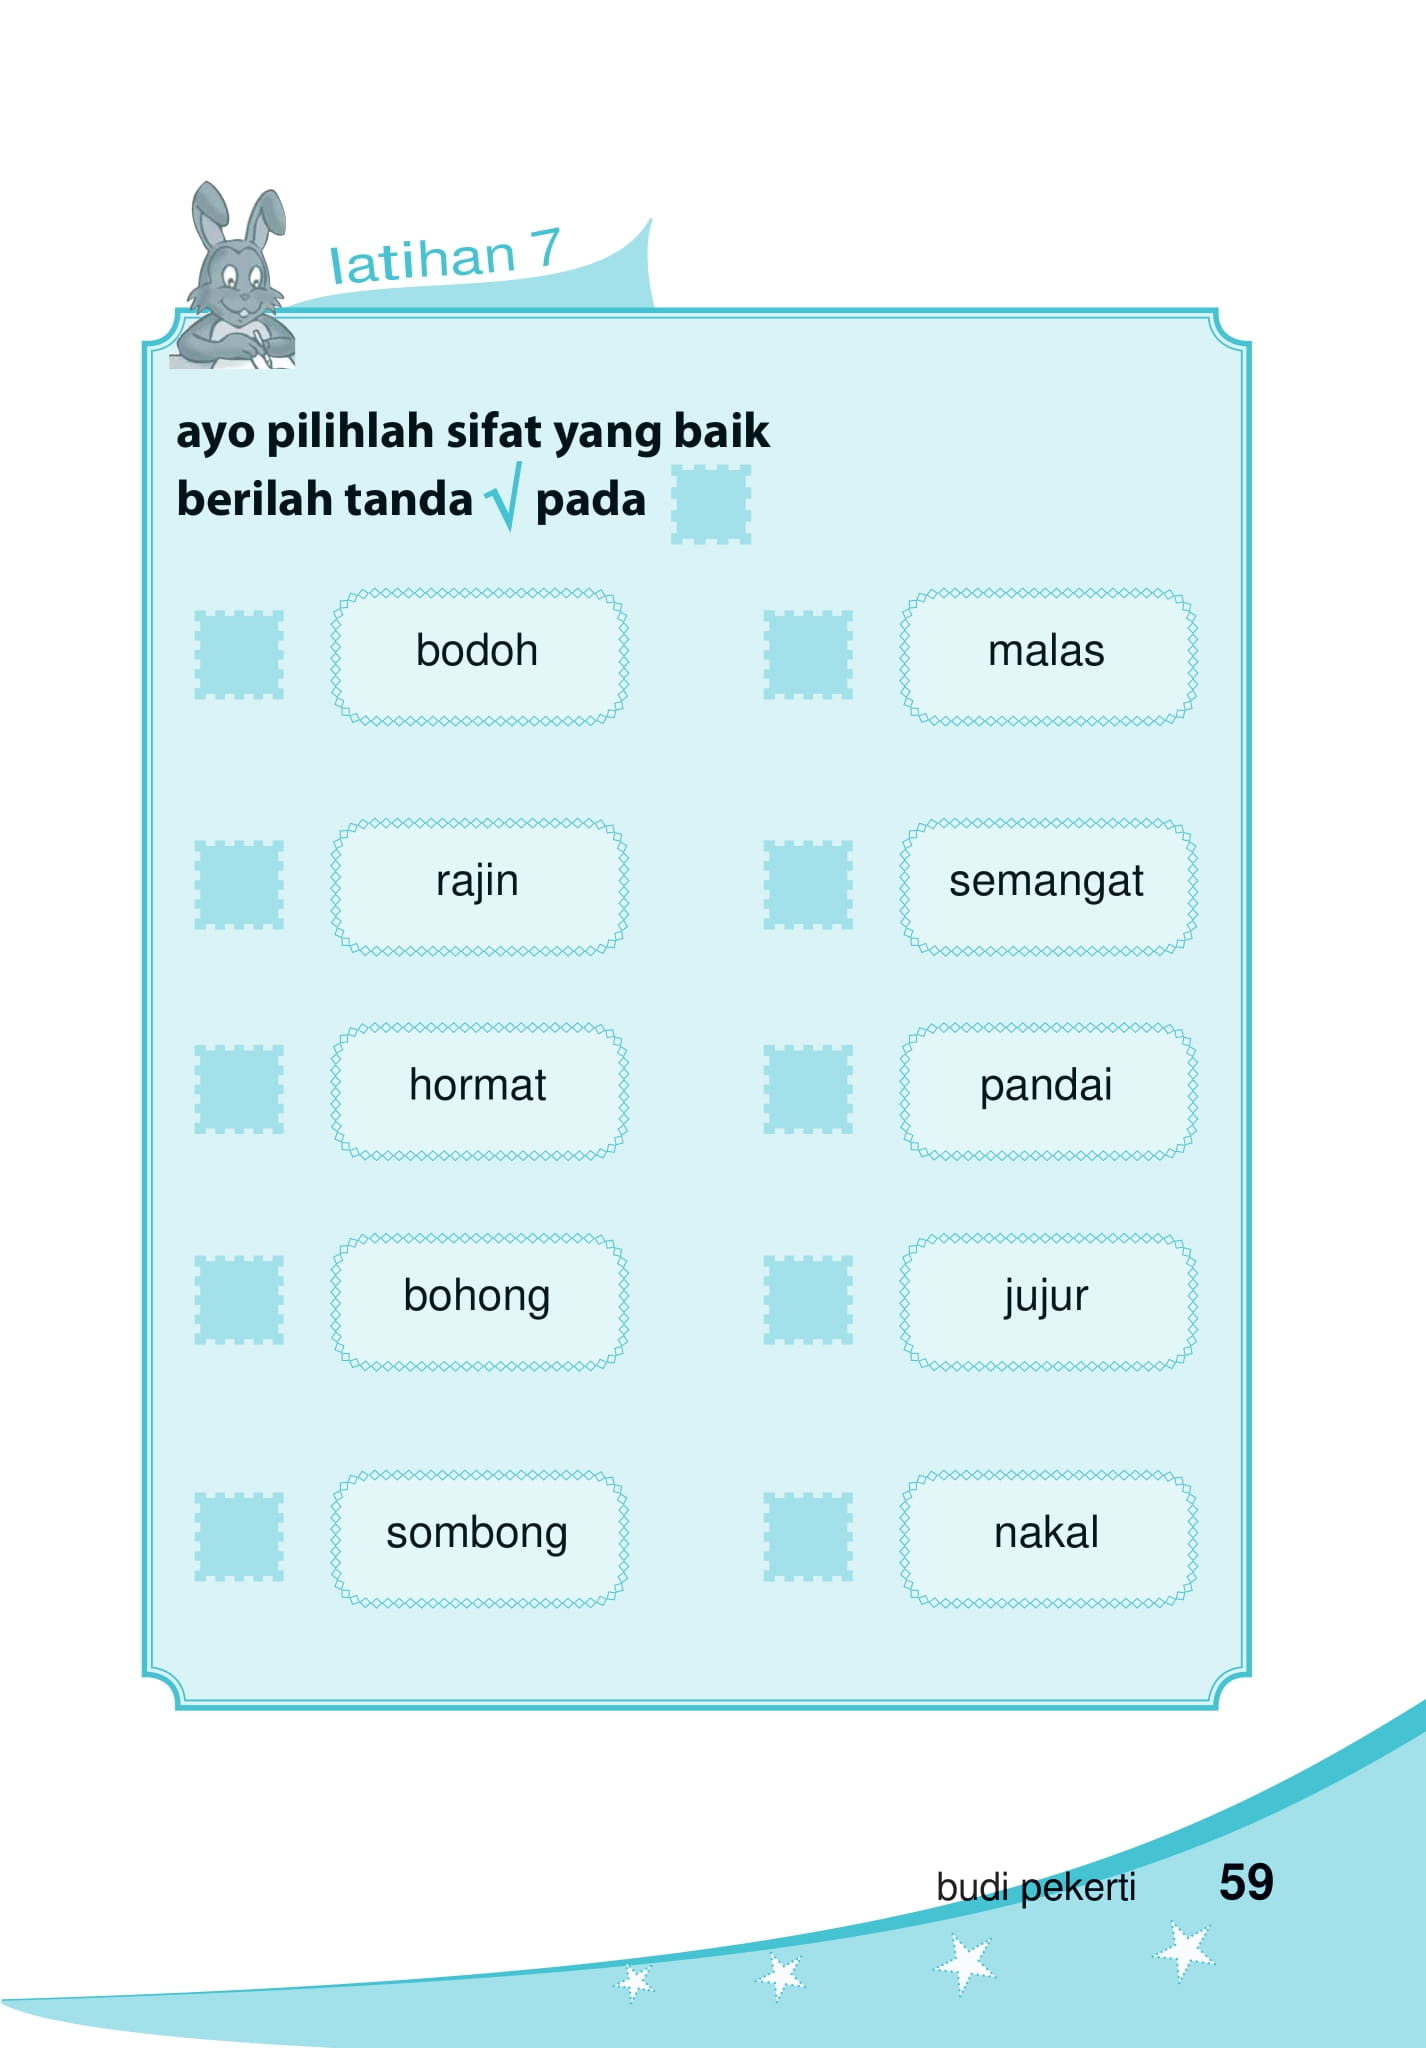 latihan 7
ayo pilihlah sifat yang baik
berilah tanda √ pada
bodoh
malas
rajin
semangat
hormat
pandai
bohong
jujur
sombong
nakal
budi pekerti 59